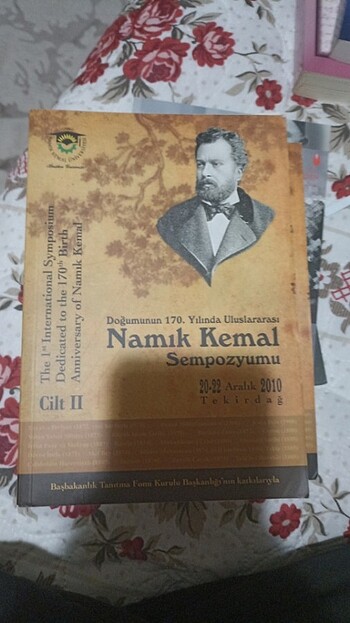 The 1st International Symposium
Dedicated to the 170th Birth
Anniversary of Namık Kemal
Cilt II
Doğumunun 170. Yılında Uluslararası
Namık Kemal
Sempozyumu
20-22 Aralık 2010
Tekirdağ
Başbakanlık Tanıtma Fonu Kurulu Başkanlığı'nın katkılarıyla